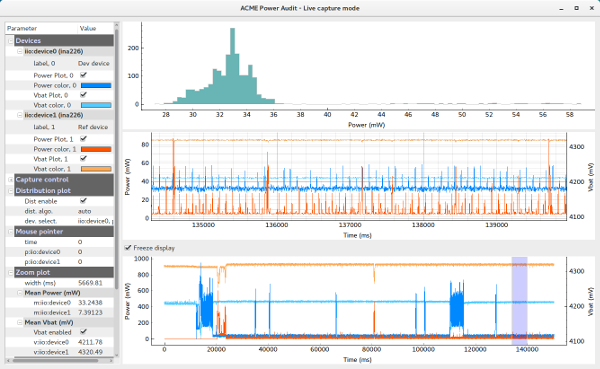 ACME Power Audit - Live capture mode
Parameter Value
Devices
iio:device0 (ina226)
label, 0 Dev device
Power Plot, 0
Power color, 0
Vbat Plot, 0
Vbat color, 0
iio:device1 (ina226)
label, 1 Ref device
Power Plot, 1
Power color, 1
Vbat Plot, 1
Vbat color, 1
Capture control
Distribution plot
Dist enable
dist. algo. auto
dev. select. iio:device0, p
Mouse pointer
time 0
p:iio:device0 0
p:iio:device1 0
Zoom plot
width (ms) 5669.81
Mean Power (mW)
m:iio:device0 33.2438
m:iio:device1 7.39123
Mean Vbat (mV)
Vbat enabled
v:iio:device0 4211.78
v:iio:device1 4320.49
200
100
0
28 30 32 34 36 38 40 42 44 46 48 50 52 54 56 58
Power (mW)
80
60
40
20
0
Power (mW)
4300
4200
4100
Vbat (mV)
135000 136000 137000 138000 139000
Time (ms)
Freeze display
1000
800
600
400
200
0
Power (mW)
4300
4200
4100
Vbat (mV)
0 20000 40000 60000 80000 100000 120000 140000
Time (ms)